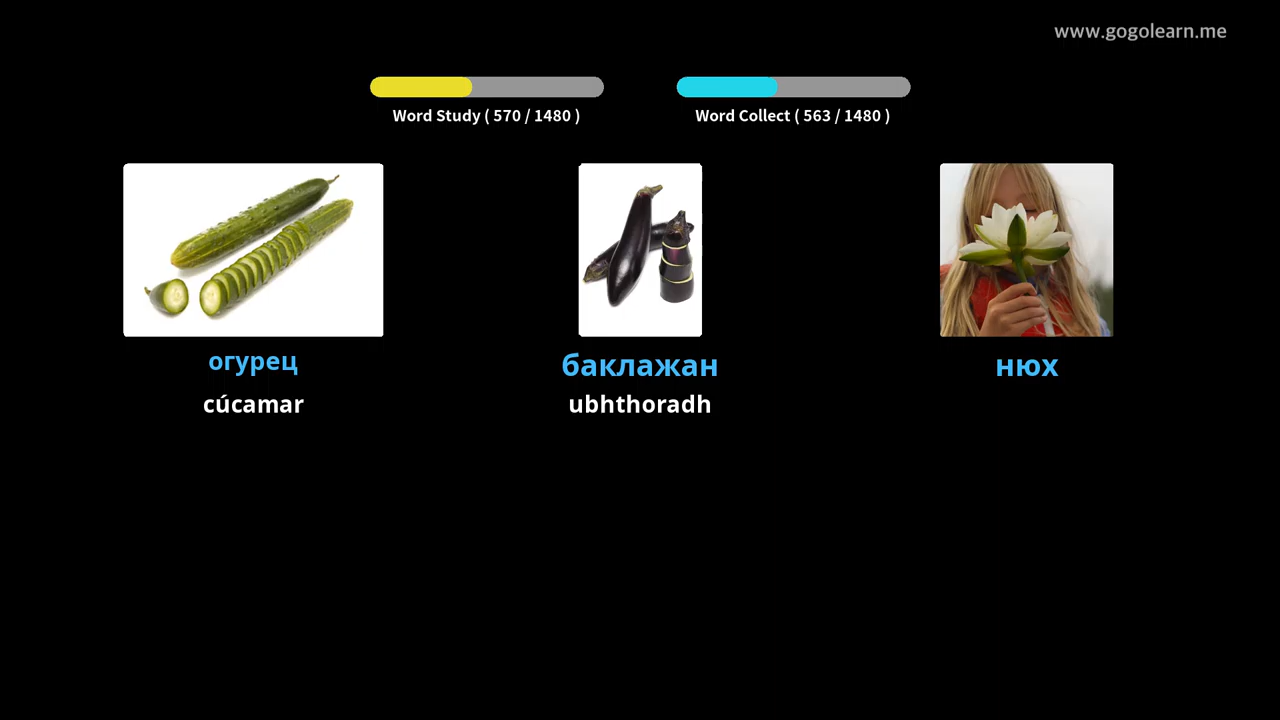 www.gogolearn.me
Word Study ( 570 / 1480 )
Word Collect ( 563 / 1480 )
огурец
баклажан
нюх
cúcamar
ubhthoradh